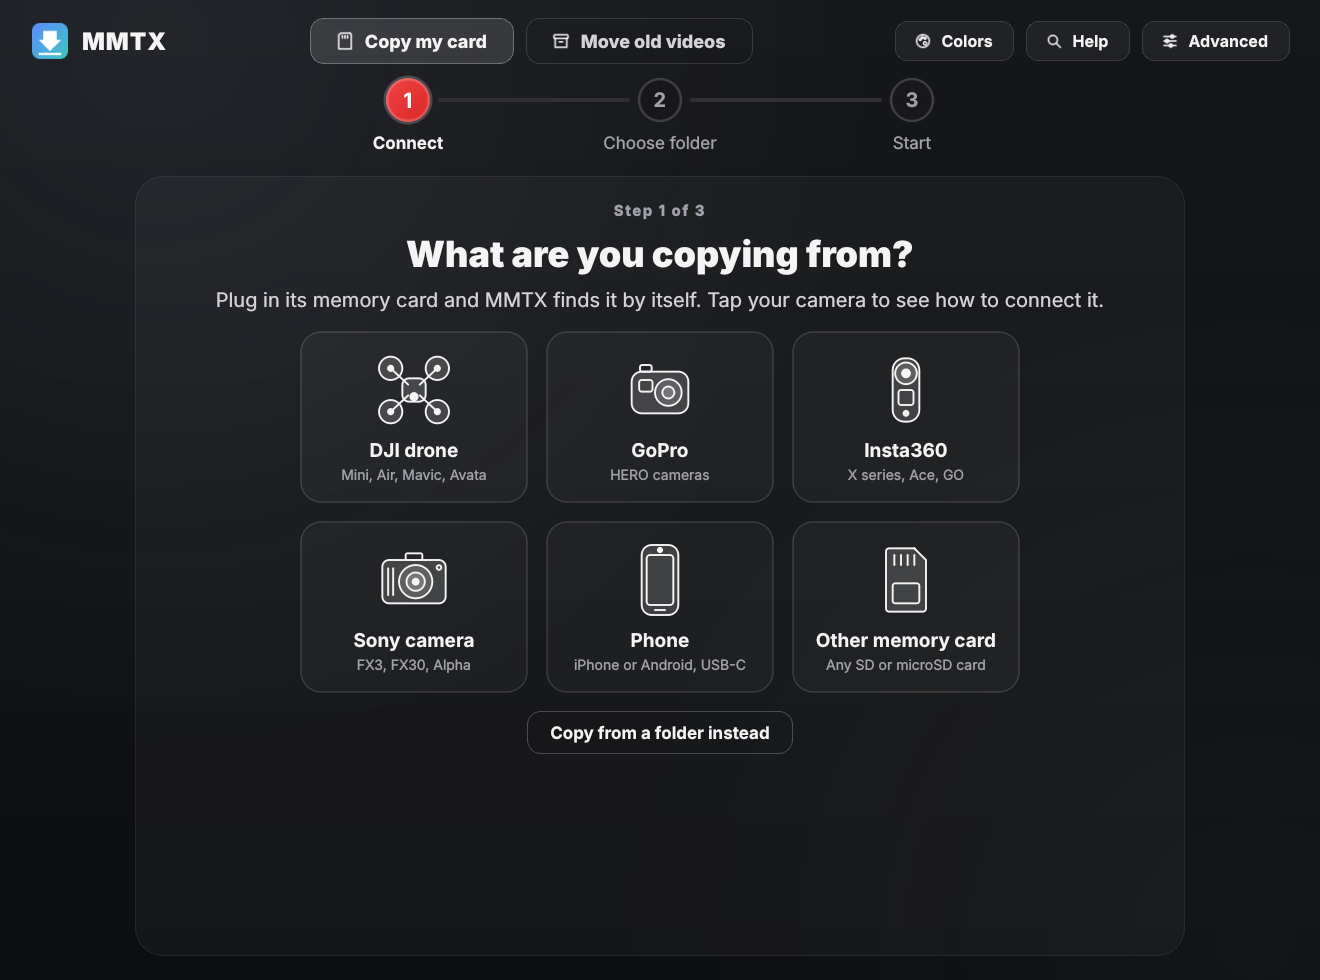 MMTX
Copy my card
Move old videos
Colors
Help
Advanced
1
2
3
Connect
Choose folder
Start
Step 1 of 3
What are you copying from?
Plug in its memory card and MMTX finds it by itself. Tap your camera to see how to connect it.
DJI drone
Mini, Air, Mavic, Avata
GoPro
HERO cameras
Insta360
X series, Ace, GO
Sony camera
FX3, FX30, Alpha
Phone
iPhone or Android, USB-C
Other memory card
Any SD or microSD card
Copy from a folder instead